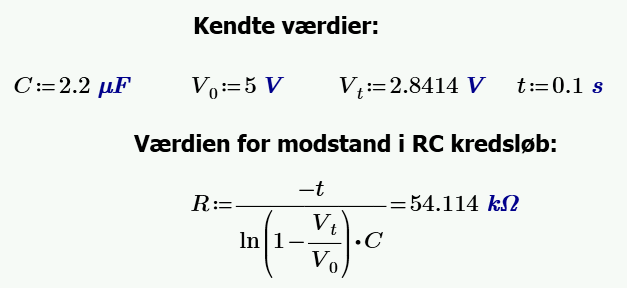 Kendte værdier:
C:=2.2 μF V₀:=5 V Vₜ:=2.8414 V t:=0.1 s
Værdien for modstand i RC kredsløb:
R:= −t / (ln(1−Vₜ/V₀)·C) =54.114 kΩ